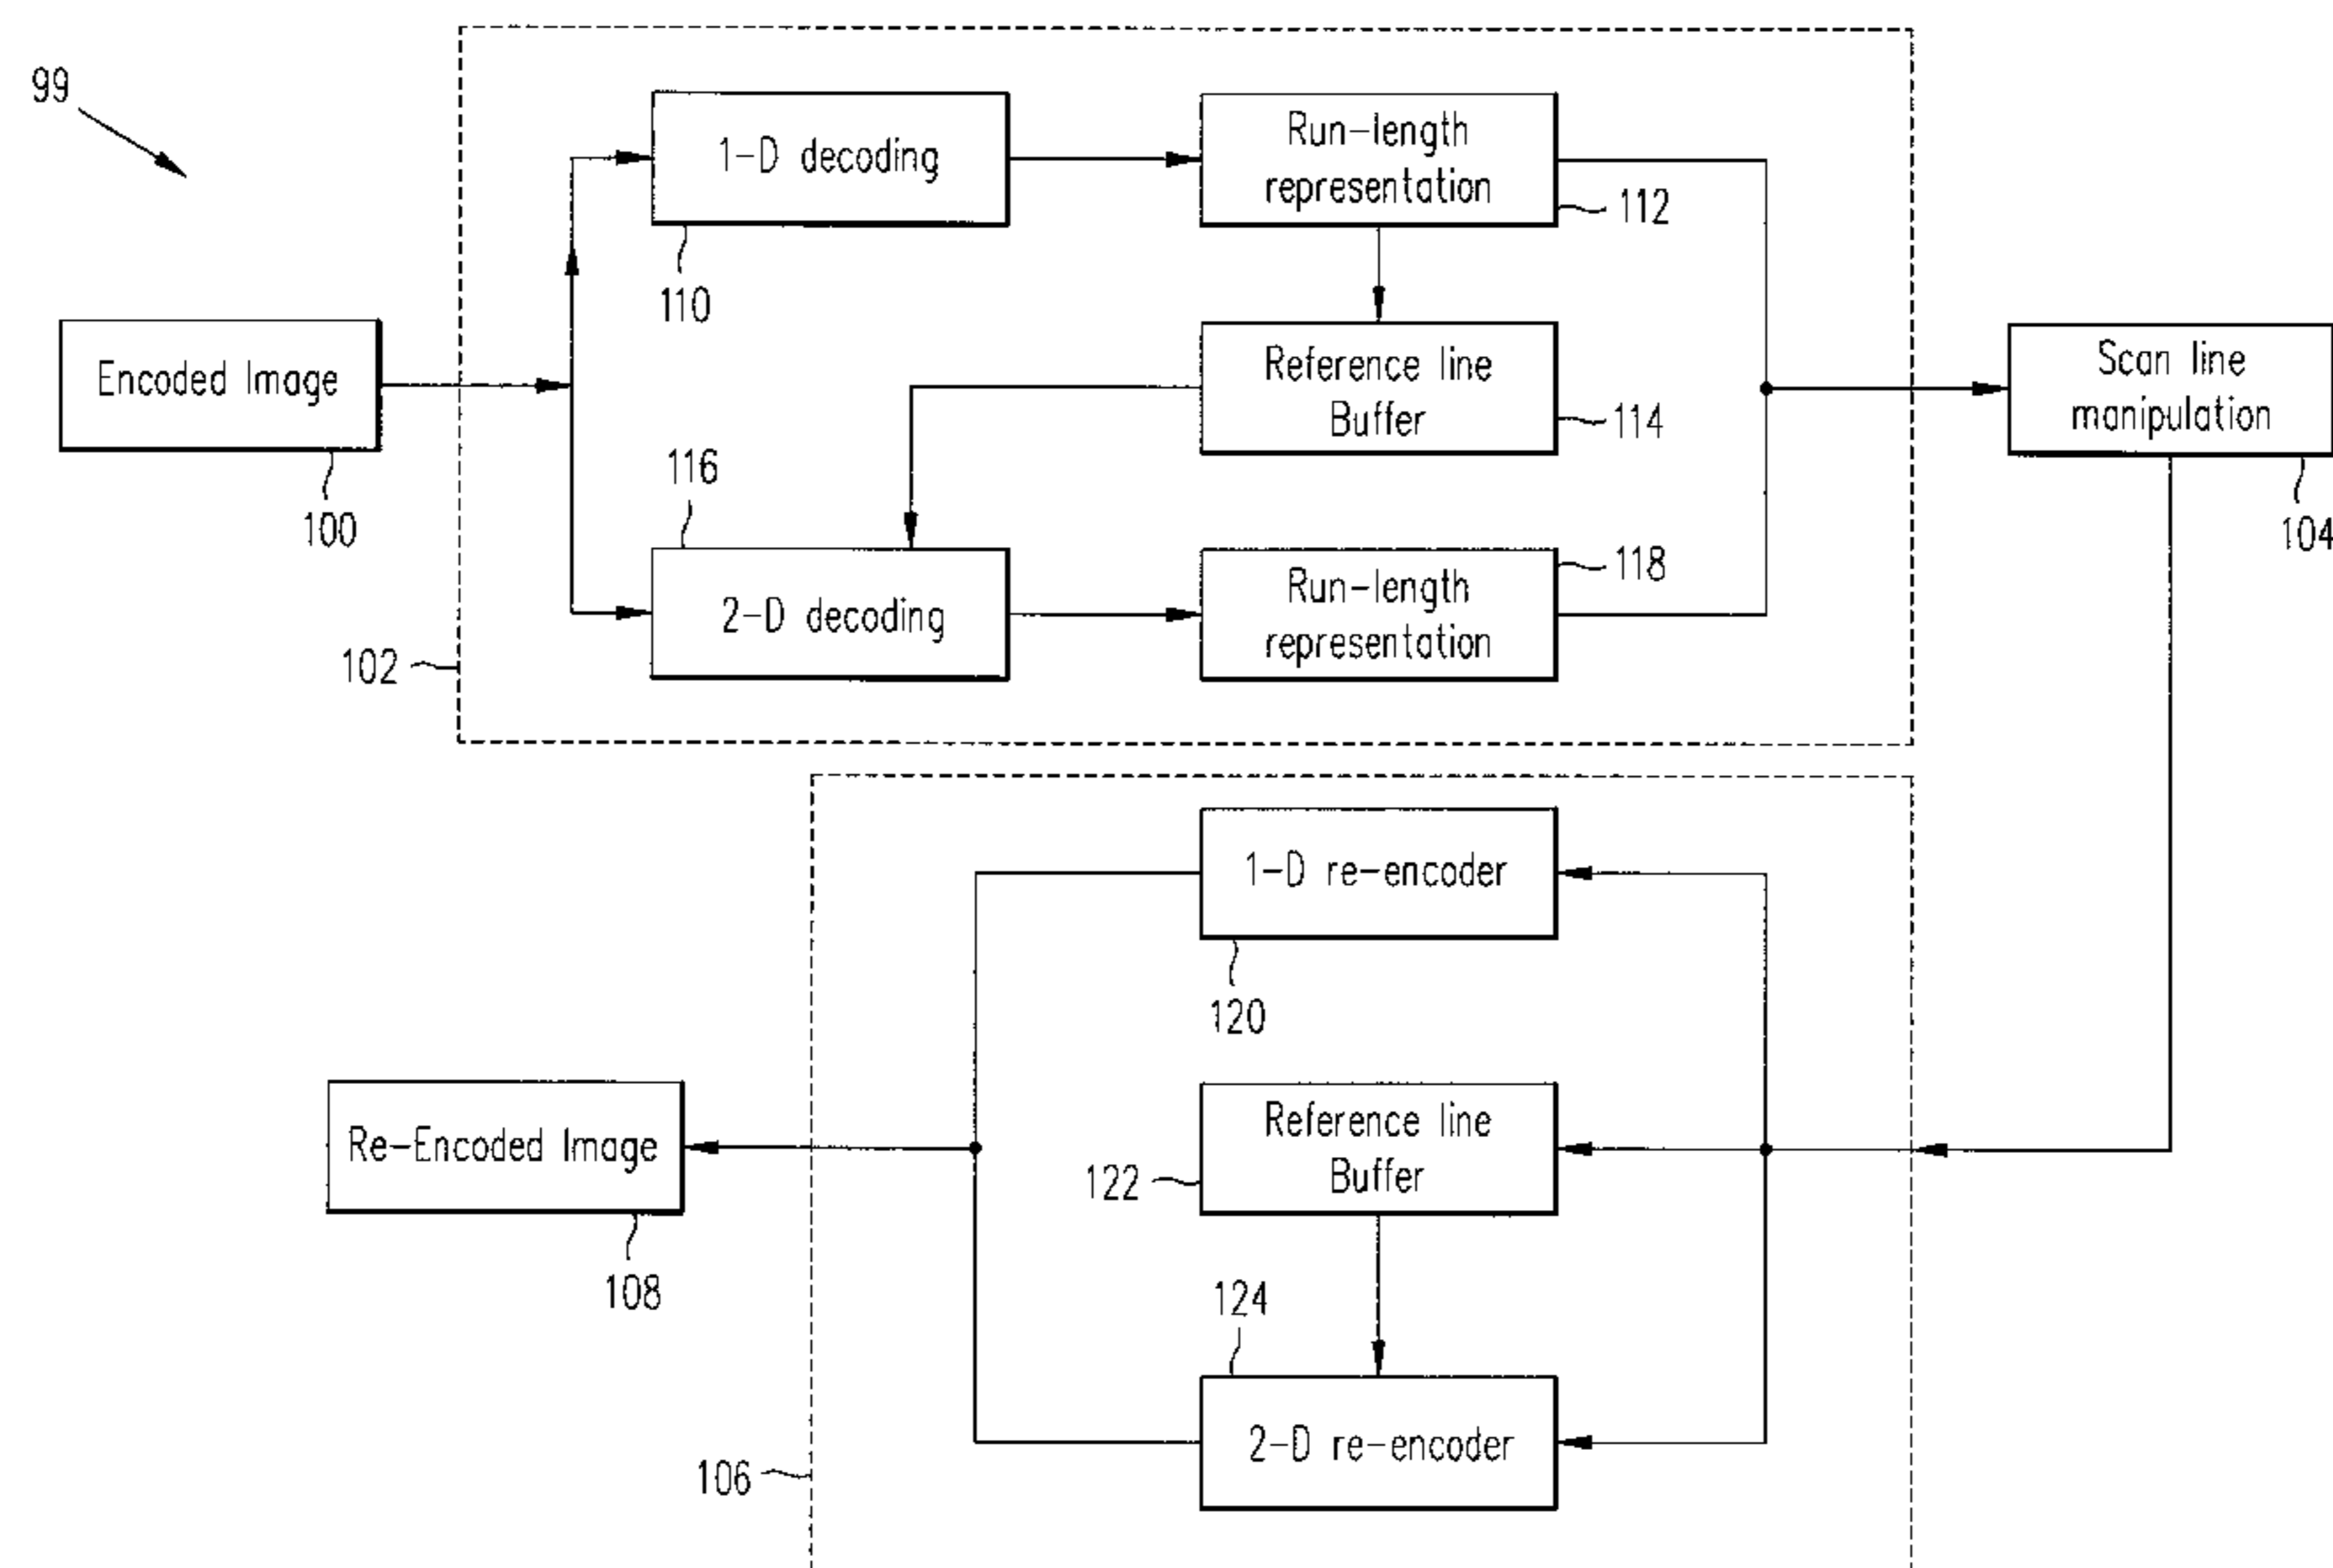 99
1-D decoding
110
Run-length
representation
112
Encoded Image
100
Reference line
Buffer
114
Scan line
manipulation
104
116
2-D decoding
118
Run-length
representation
102
1-D re-encoder
120
Re-Encoded Image
108
Reference line
Buffer
122
124
2-D re-encoder
106